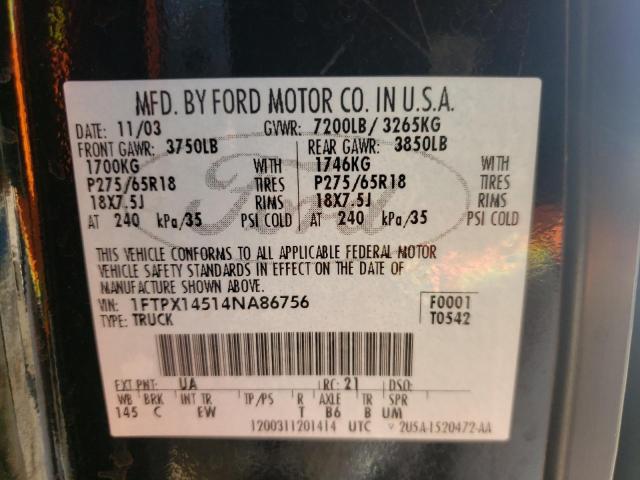 MFD. BY FORD MOTOR CO. IN U.S.A.
DATE: 11/03 GVWR: 7200LB/ 3265KG
FRONT GAWR: 3750LB REAR GAWR: 3850LB
1700KG WITH 1746KG WITH
P275/65R18 TIRES P275/65R18 TIRES
18X7.5J RIMS 18X7.5J RIMS
AT 240 kPa/35 PSI COLD AT 240 kPa/35 PSI COLD
Ford
THIS VEHICLE CONFORMS TO ALL APPLICABLE FEDERAL MOTOR
VEHICLE SAFETY STANDARDS IN EFFECT ON THE DATE OF
MANUFACTURE SHOWN ABOVE.
VIN: 1FTPX14514NA86756 F0001
TYPE: TRUCK T0542
EXT PNT: UA RC: 21 DSO:
WB BRK INT TR TP/PS R AXLE TR SPR
145 C EW T B6 B UM
1200311201414 UTC 2U5A-1520472-AA